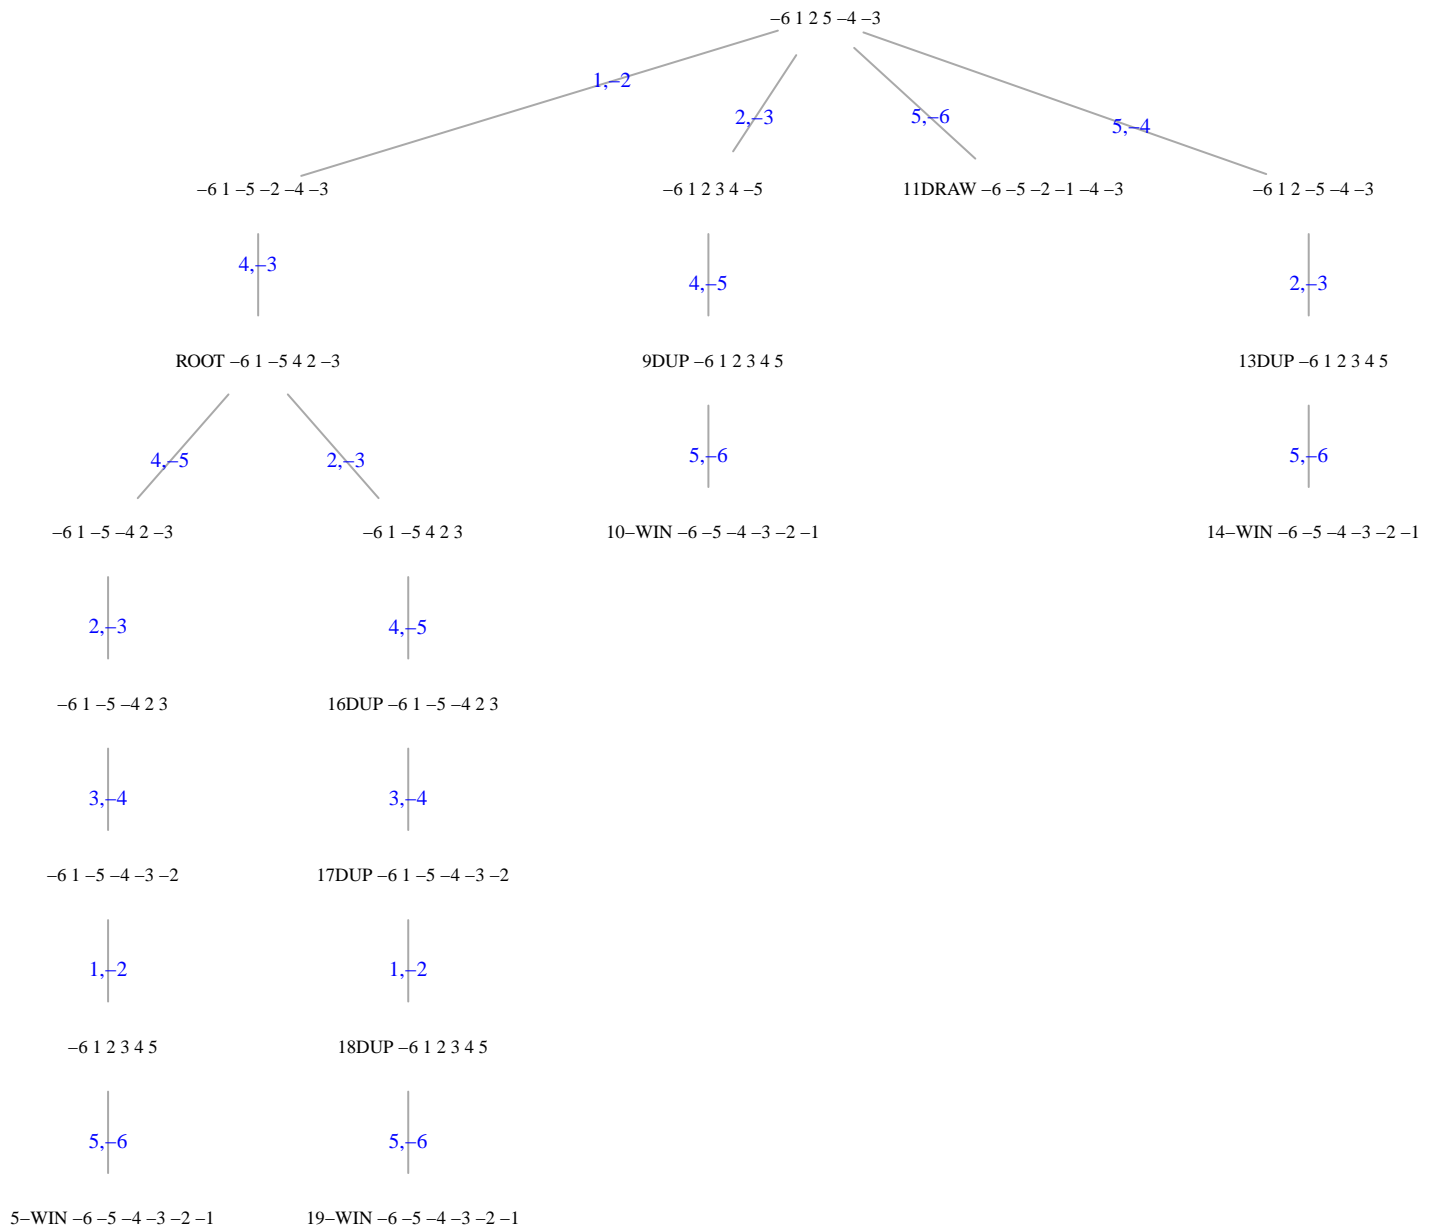 −6 1 2 5 −4 −3
1,−2
2,−3
5,−6
5,−4
−6 1 −5 −2 −4 −3
−6 1 2 3 4 −5
11DRAW −6 −5 −2 −1 −4 −3
−6 1 2 −5 −4 −3
4,−3
4,−5
2,−3
ROOT −6 1 −5 4 2 −3
9DUP −6 1 2 3 4 5
13DUP −6 1 2 3 4 5
4,−5
2,−3
5,−6
5,−6
−6 1 −5 −4 2 −3
−6 1 −5 4 2 3
10−WIN −6 −5 −4 −3 −2 −1
14−WIN −6 −5 −4 −3 −2 −1
2,−3
4,−5
−6 1 −5 −4 2 3
16DUP −6 1 −5 −4 2 3
3,−4
3,−4
−6 1 −5 −4 −3 −2
17DUP −6 1 −5 −4 −3 −2
1,−2
1,−2
−6 1 2 3 4 5
18DUP −6 1 2 3 4 5
5,−6
5,−6
5−WIN −6 −5 −4 −3 −2 −1
19−WIN −6 −5 −4 −3 −2 −1